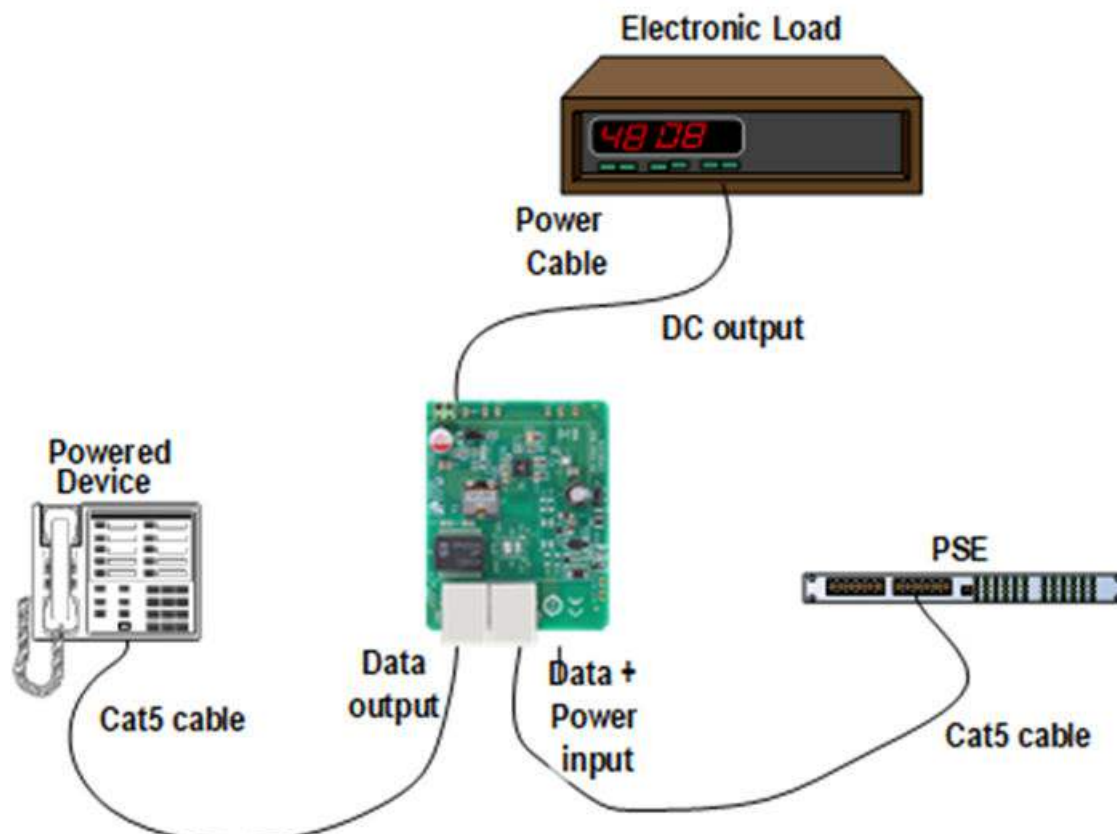 Electronic Load
48.08
Power
Cable
DC output
Powered
Device
PSE
Data
output
Data +
Power
input
Cat5 cable
Cat5 cable